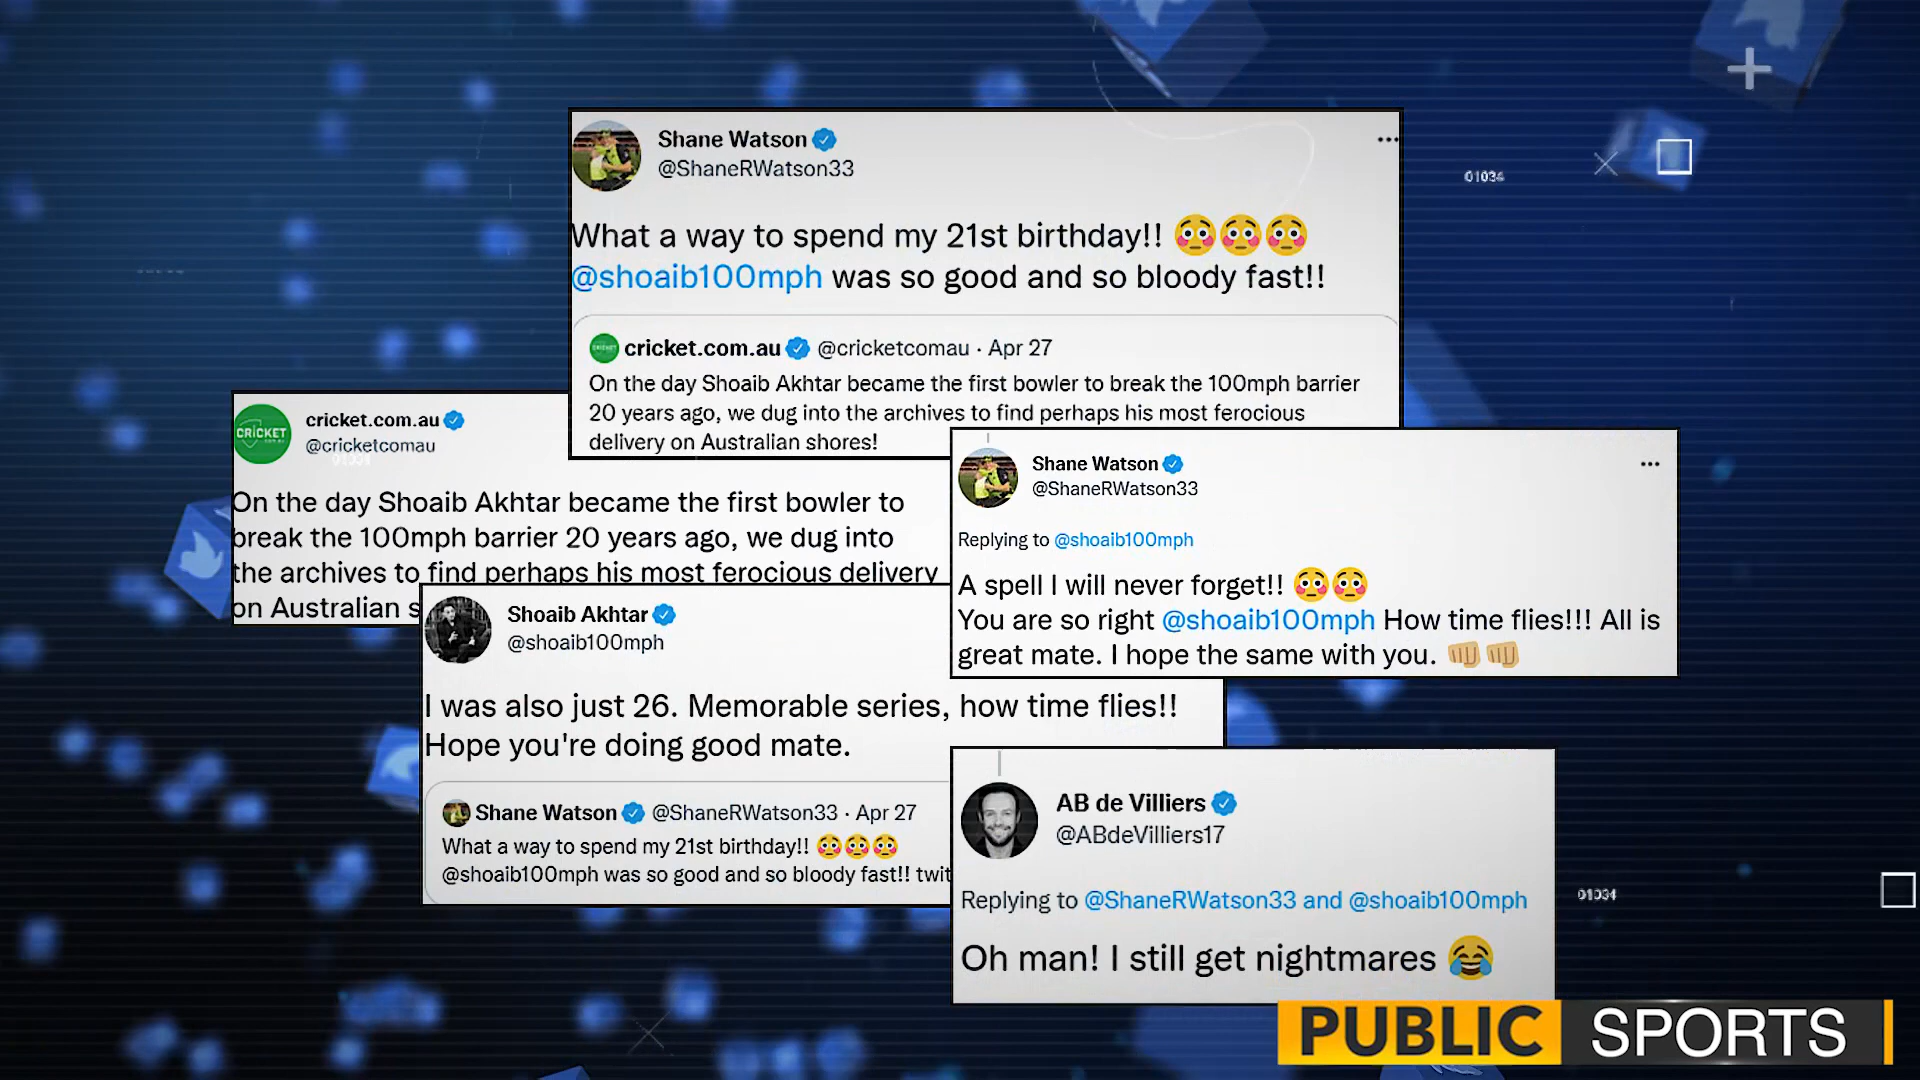 Shane Watson
@ShaneRWatson33
What a way to spend my 21st birthday!! 😳😳😳
@shoaib100mph was so good and so bloody fast!!
cricket.com.au @cricketcomau · Apr 27
On the day Shoaib Akhtar became the first bowler to break the 100mph barrier
20 years ago, we dug into the archives to find perhaps his most ferocious
delivery on Australian shores!
01034
CRICKET
cricket.com.au
@cricketcomau
On the day Shoaib Akhtar became the first bowler to
break the 100mph barrier 20 years ago, we dug into
the archives to find perhaps his most ferocious delivery
on Australian s
Shane Watson
@ShaneRWatson33
Replying to @shoaib100mph
A spell I will never forget!! 😳😳
You are so right @shoaib100mph How time flies!!! All is
great mate. I hope the same with you. 👊🏼👊🏼
Shoaib Akhtar
@shoaib100mph
I was also just 26. Memorable series, how time flies!!
Hope you're doing good mate.
Shane Watson @ShaneRWatson33 · Apr 27
What a way to spend my 21st birthday!! 😳😳😳
@shoaib100mph was so good and so bloody fast!! twit
AB de Villiers
@ABdeVilliers17
Replying to @ShaneRWatson33 and @shoaib100mph
Oh man! I still get nightmares 😂
01034
PUBLIC SPORTS